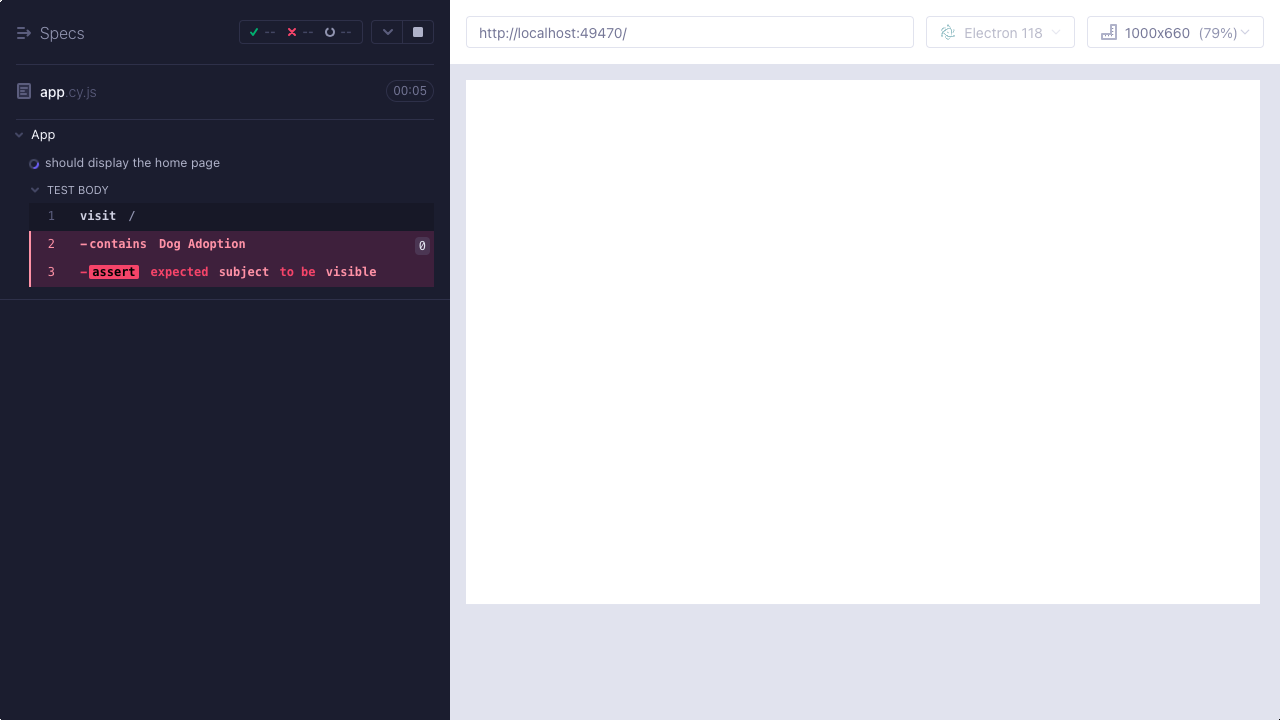 Specs
-- -- --
app.cy.js 00:05
App
should display the home page
TEST BODY
1 visit /
2 -contains Dog Adoption 0
3 -assert expected subject to be visible
http://localhost:49470/
Electron 118
1000x660 (79%)